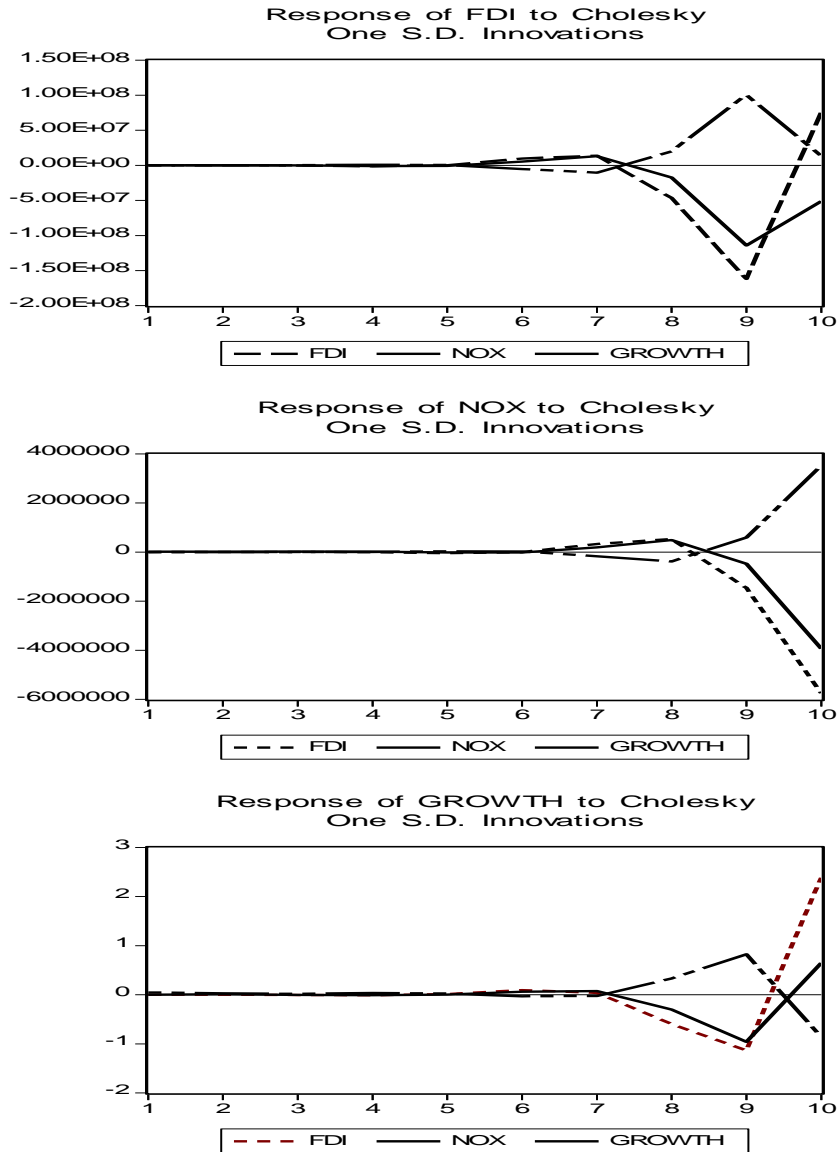 Response of FDI to Cholesky
One S.D. Innovations
1.50E+08
1.00E+08
5.00E+07
0.00E+00
-5.00E+07
-1.00E+08
-1.50E+08
-2.00E+08
1 2 3 4 5 6 7 8 9 10
FDI NOX GROWTH
Response of NOX to Cholesky
One S.D. Innovations
4000000
2000000
0
-2000000
-4000000
-6000000
1 2 3 4 5 6 7 8 9 10
FDI NOX GROWTH
Response of GROWTH to Cholesky
One S.D. Innovations
3
2
1
0
-1
-2
1 2 3 4 5 6 7 8 9 10
FDI NOX GROWTH